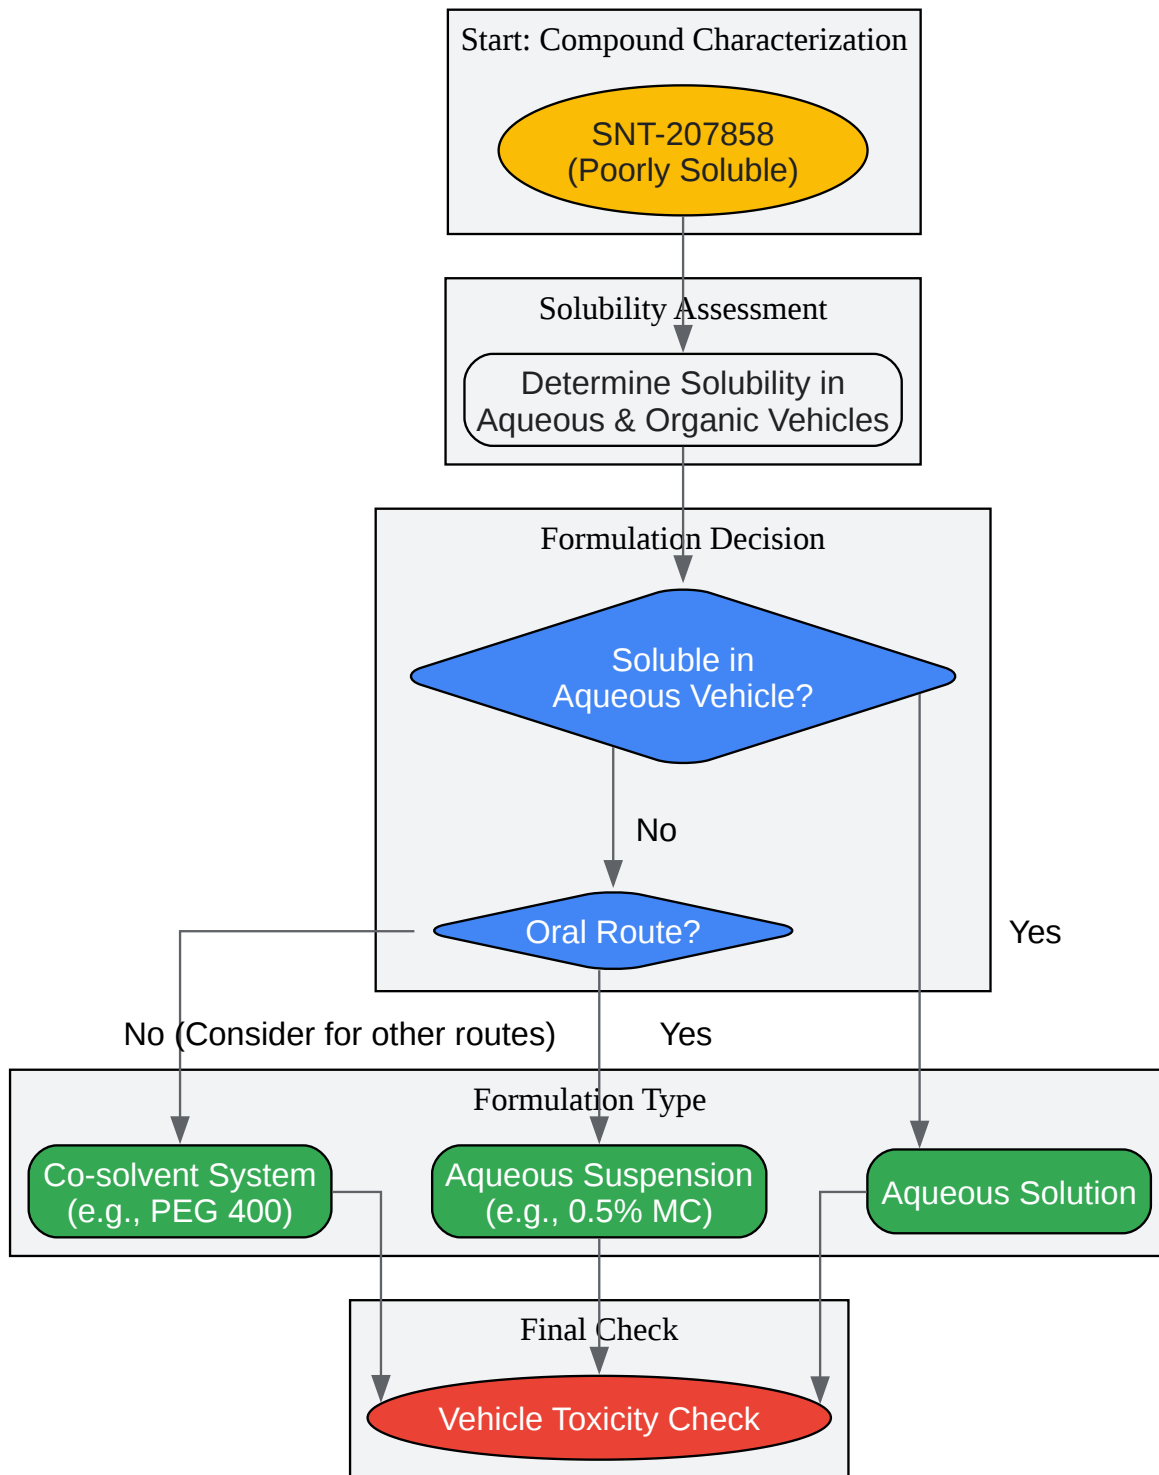 Start: Compound Characterization
SNT-207858
(Poorly Soluble)
Solubility Assessment
Determine Solubility in
Aqueous & Organic Vehicles
Formulation Decision
Soluble in
Aqueous Vehicle?
No
Oral Route?
Yes
No (Consider for other routes)
Yes
Formulation Type
Co-solvent System
(e.g., PEG 400)
Aqueous Suspension
(e.g., 0.5% MC)
Aqueous Solution
Final Check
Vehicle Toxicity Check